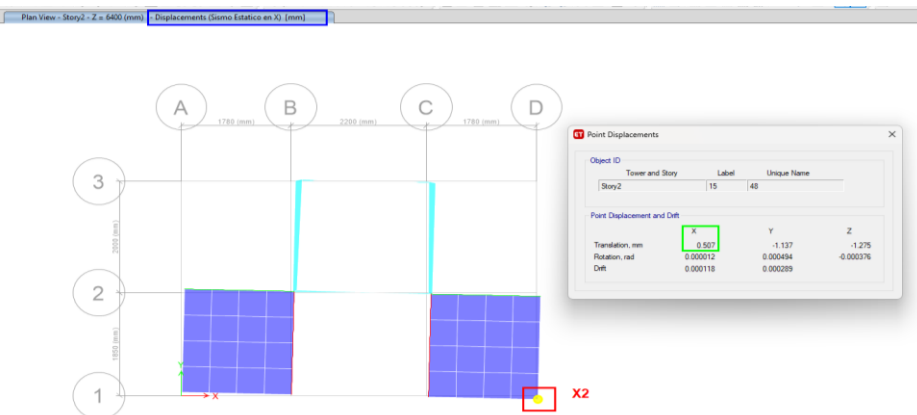 Plan View - Story2 - Z = 6400 (mm) - Displacements (Sismo Estatico en X) [mm]
A B C D
1780 (mm) 2200 (mm) 1780 (mm)
3
2000 (mm)
2
1850 (mm)
1
Y
X
X2
ET Point Displacements
Object ID
Tower and Story Label Unique Name
Story2 15 48
Point Displacement and Drift
X Y Z
Translation, mm 0.507 -1.137 -1.275
Rotation, rad 0.000012 0.000494 -0.000376
Drift 0.000118 0.000289